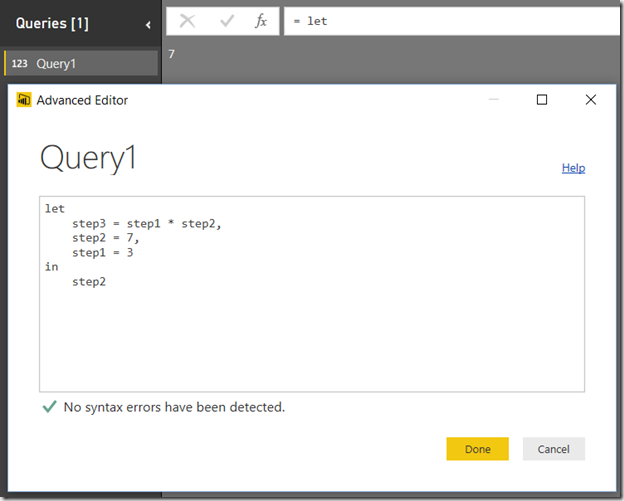 Queries [1]
fx
= let
123 Query1
7
Advanced Editor
Query1
Help
let
    step3 = step1 * step2,
    step2 = 7,
    step1 = 3
in
    step2
No syntax errors have been detected.
Done
Cancel